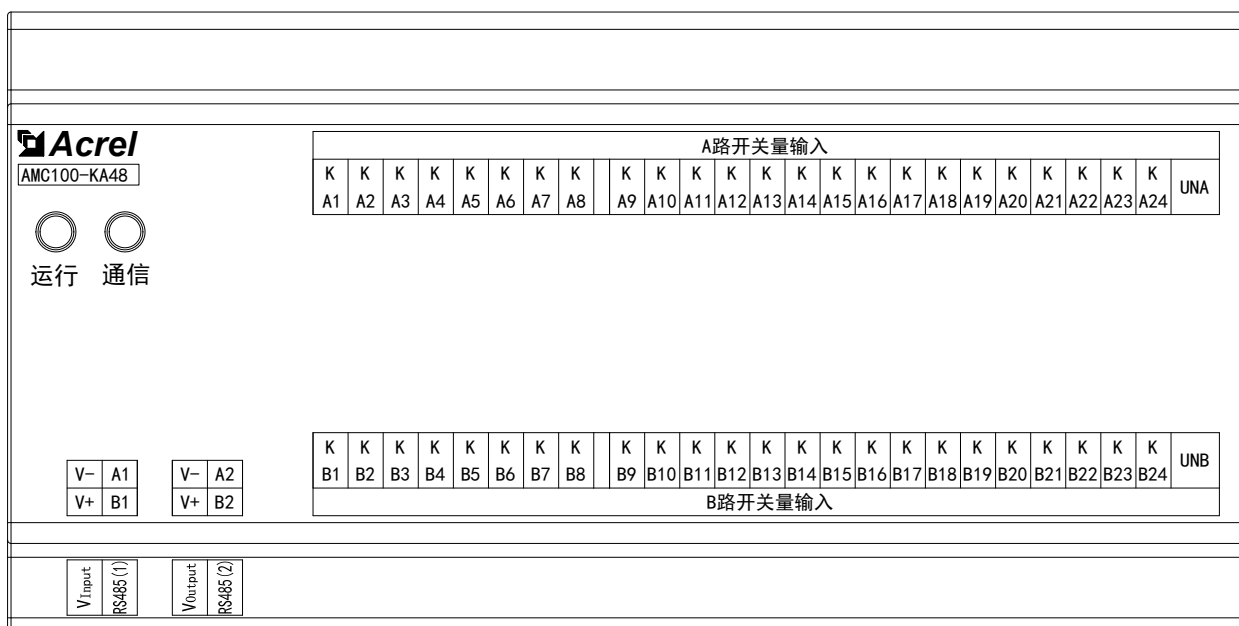 Acrel
AMC100-KA48
运行 通信
A路开关量输入
K K K K K K K K K K K K K K K K K K K K K K K K
A1 A2 A3 A4 A5 A6 A7 A8 A9 A10 A11 A12 A13 A14 A15 A16 A17 A18 A19 A20 A21 A22 A23 A24 UNA
K K K K K K K K K K K K K K K K K K K K K K K K
B1 B2 B3 B4 B5 B6 B7 B8 B9 B10 B11 B12 B13 B14 B15 B16 B17 B18 B19 B20 B21 B22 B23 B24 UNB
B路开关量输入
V- A1 V- A2
V+ B1 V+ B2
VInput
RS485(1)
VOutput
RS485(2)